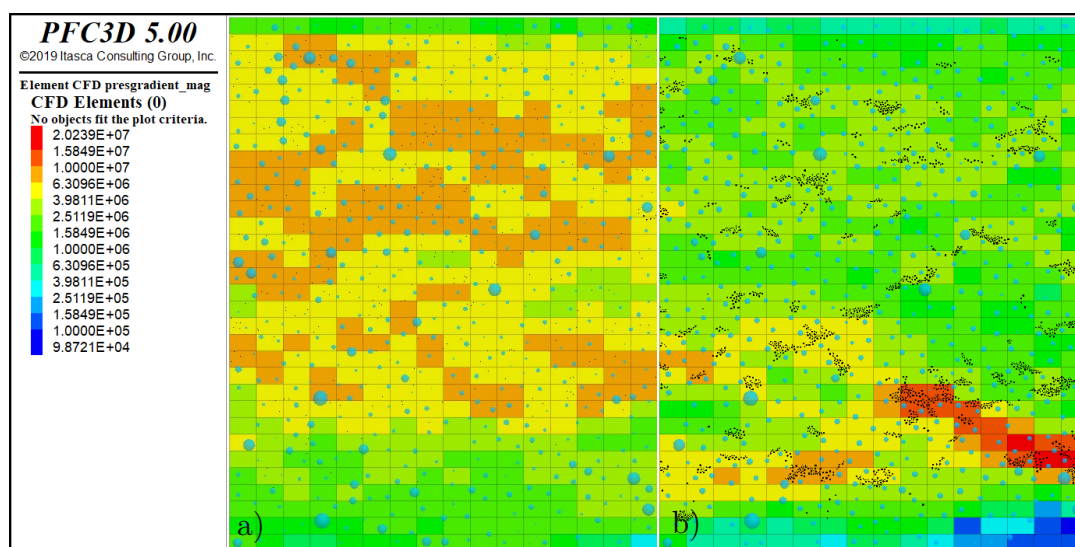 PFC3D 5.00
©2019 Itasca Consulting Group, Inc.
Element CFD presgradient_mag
CFD Elements (0)
No objects fit the plot criteria.
2.0239E+07
1.5849E+07
1.0000E+07
6.3096E+06
3.9811E+06
2.5119E+06
1.5849E+06
1.0000E+06
6.3096E+05
3.9811E+05
2.5119E+05
1.5849E+05
1.0000E+05
9.8721E+04
a)
b)